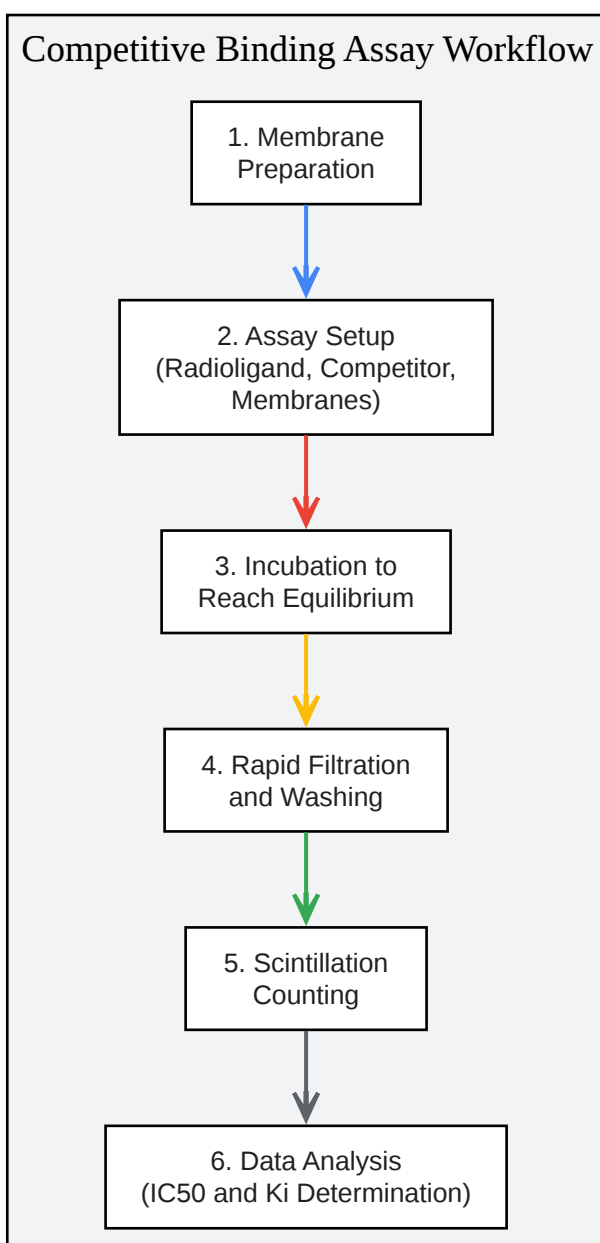 Competitive Binding Assay Workflow
1. Membrane
Preparation
2. Assay Setup
(Radioligand, Competitor,
Membranes)
3. Incubation to
Reach Equilibrium
4. Rapid Filtration
and Washing
5. Scintillation
Counting
6. Data Analysis
(IC50 and Ki Determination)